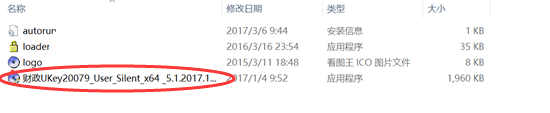 名称 修改日期 类型 大小
autorun 2017/3/6 9:44 安装信息 1 KB
loader 2016/3/16 23:54 应用程序 35 KB
logo 2015/3/11 18:48 看图王 ICO 图片文件 8 KB
财政UKey20079_User_Silent_x64 _5.1.2017.1... 2017/1/4 9:52 应用程序 1,960 KB